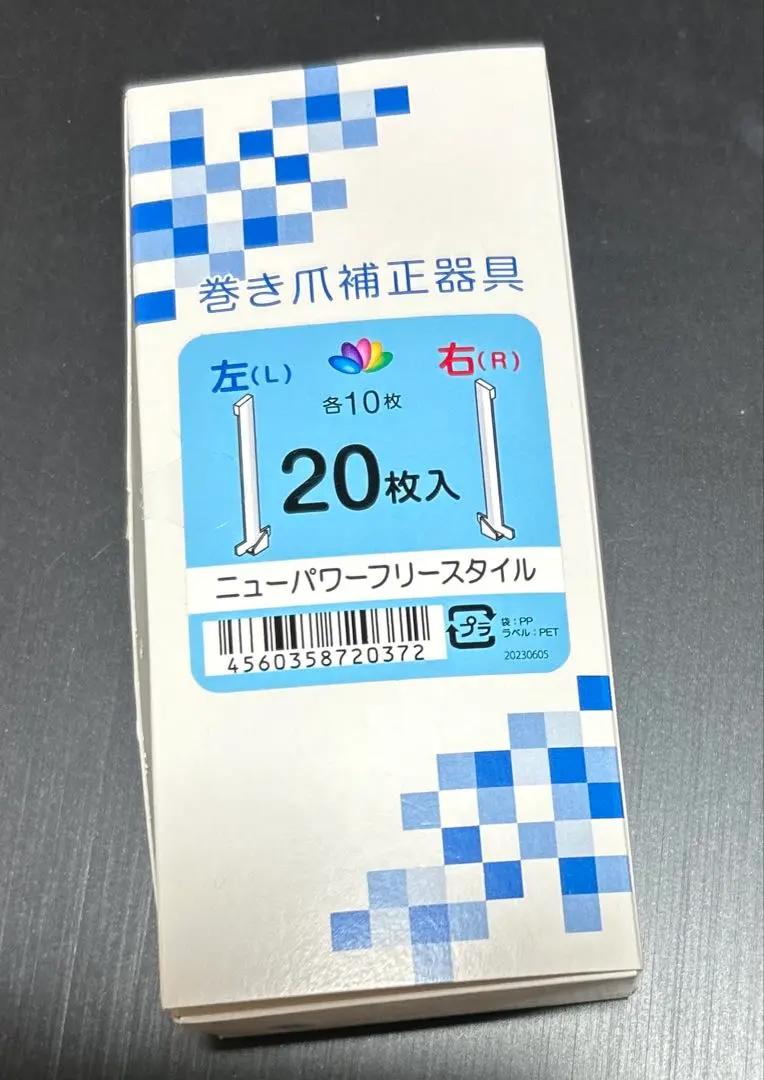 巻き爪補正器具
左(L)
右(R)
各10枚
20枚入
ニューパワーフリースタイル
4560358720372
プラ
袋:PP
ラベル:PET
20230605